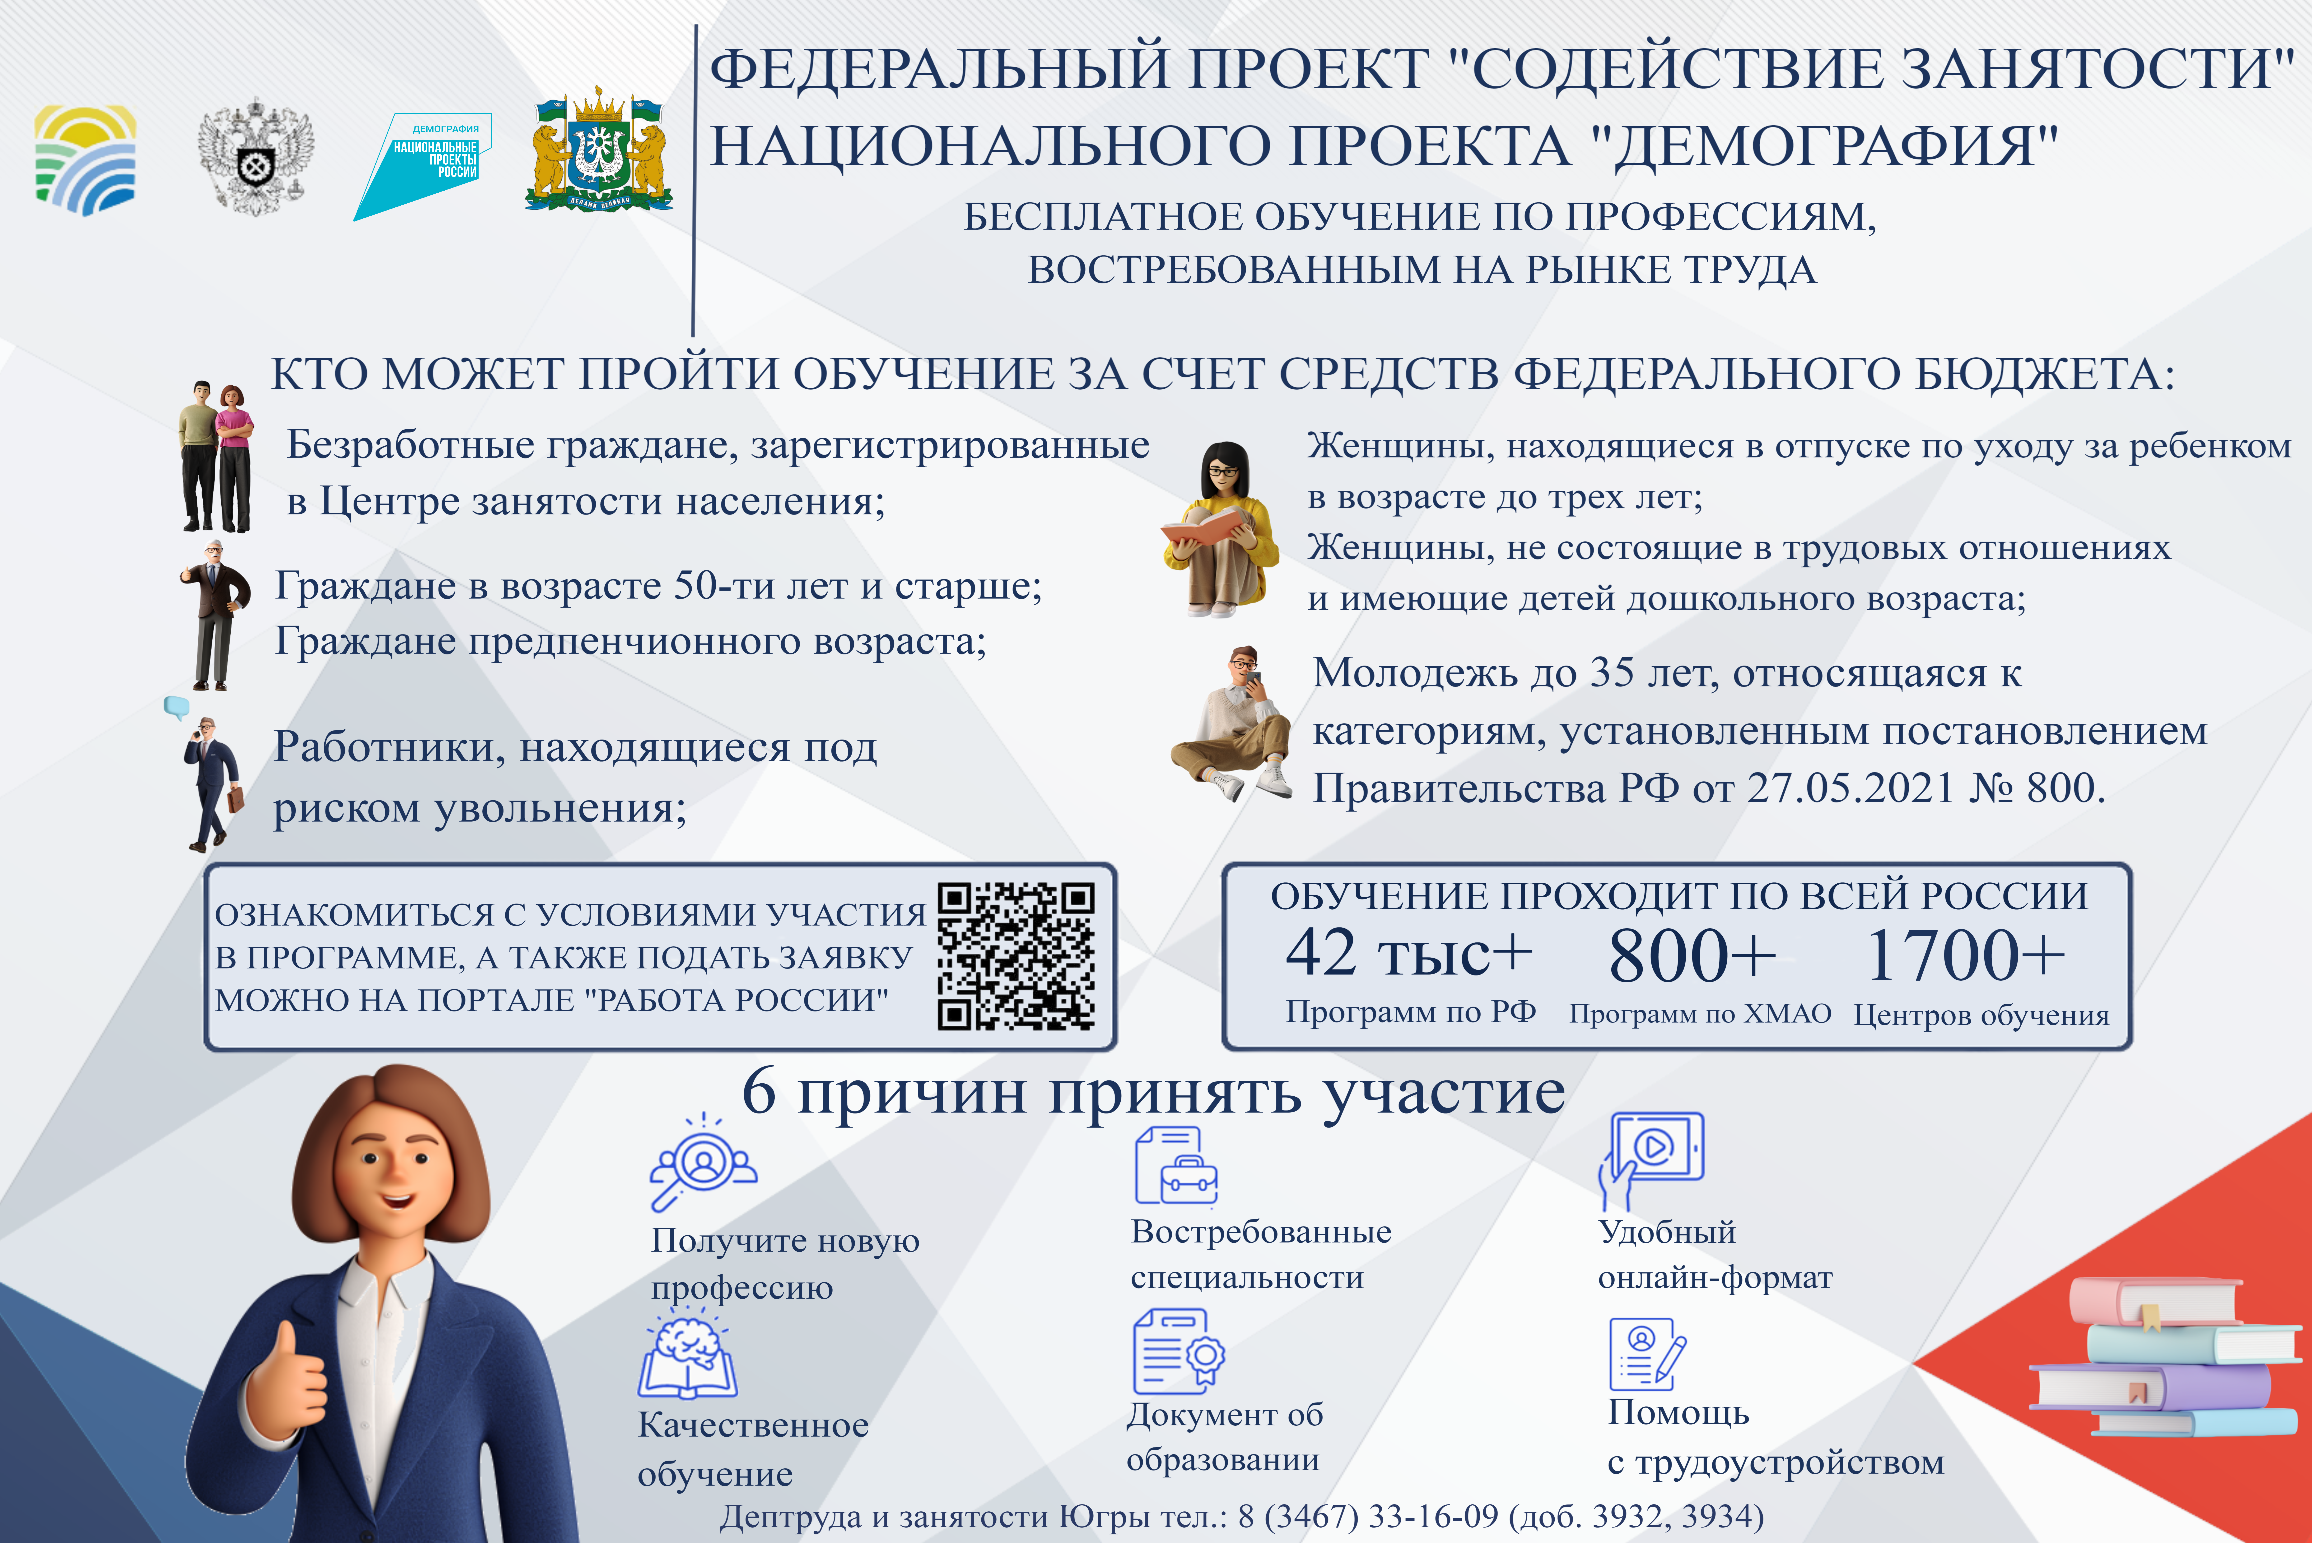 ФЕДЕРАЛЬНЫЙ ПРОЕКТ "СОДЕЙСТВИЕ ЗАНЯТОСТИ"
НАЦИОНАЛЬНОГО ПРОЕКТА "ДЕМОГРАФИЯ"
БЕСПЛАТНОЕ ОБУЧЕНИЕ ПО ПРОФЕССИЯМ,
ВОСТРЕБОВАННЫМ НА РЫНКЕ ТРУДА
ДЕМОГРАФИЯ
НАЦИОНАЛЬНЫЕ
ПРОЕКТЫ
РОССИИ
КТО МОЖЕТ ПРОЙТИ ОБУЧЕНИЕ ЗА СЧЕТ СРЕДСТВ ФЕДЕРАЛЬНОГО БЮДЖЕТА:
Безработные граждане, зарегистрированные
в Центре занятости населения;
Граждане в возрасте 50-ти лет и старше;
Граждане предпенчионного возраста;
Работники, находящиеся под
риском увольнения;
Женщины, находящиеся в отпуске по уходу за ребенком
в возрасте до трех лет;
Женщины, не состоящие в трудовых отношениях
и имеющие детей дошкольного возраста;
Молодежь до 35 лет, относящаяся к
категориям, установленным постановлением
Правительства РФ от 27.05.2021 № 800.
ОЗНАКОМИТЬСЯ С УСЛОВИЯМИ УЧАСТИЯ
В ПРОГРАММЕ, А ТАКЖЕ ПОДАТЬ ЗАЯВКУ
МОЖНО НА ПОРТАЛЕ "РАБОТА РОССИИ"
ОБУЧЕНИЕ ПРОХОДИТ ПО ВСЕЙ РОССИИ
42 тыс+
Программ по РФ
800+
Программ по ХМАО
1700+
Центров обучения
6 причин принять участие
Получите новую
профессию
Востребованные
специальности
Удобный
онлайн-формат
Качественное
обучение
Документ об
образовании
Помощь
с трудоустройством
Дептруда и занятости Югры тел.: 8 (3467) 33-16-09 (доб. 3932, 3934)